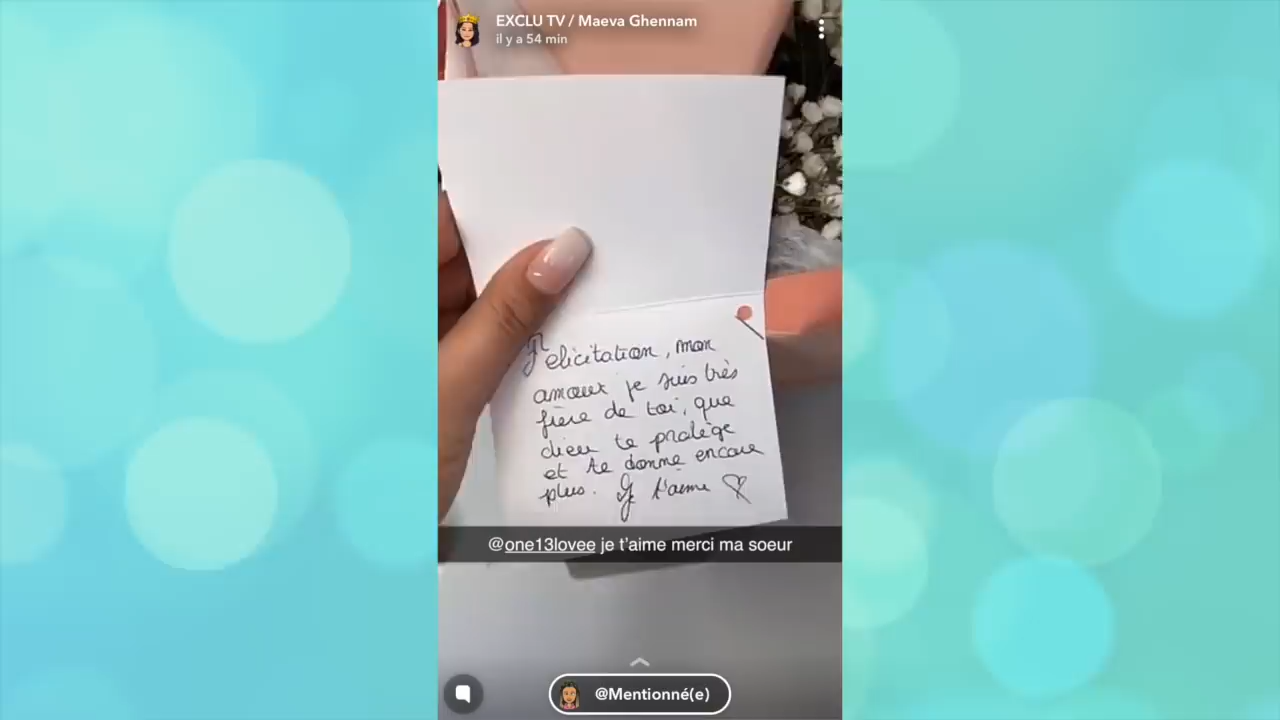 EXCLU TV / Maeva Ghennam
il y a 54 min
Felicitation, mon
amour je suis très
fière de toi, que
dieu te protège
et te donne encore
plus. Je t'aime
@one13lovee je t'aime merci ma soeur
@Mentionné(e)